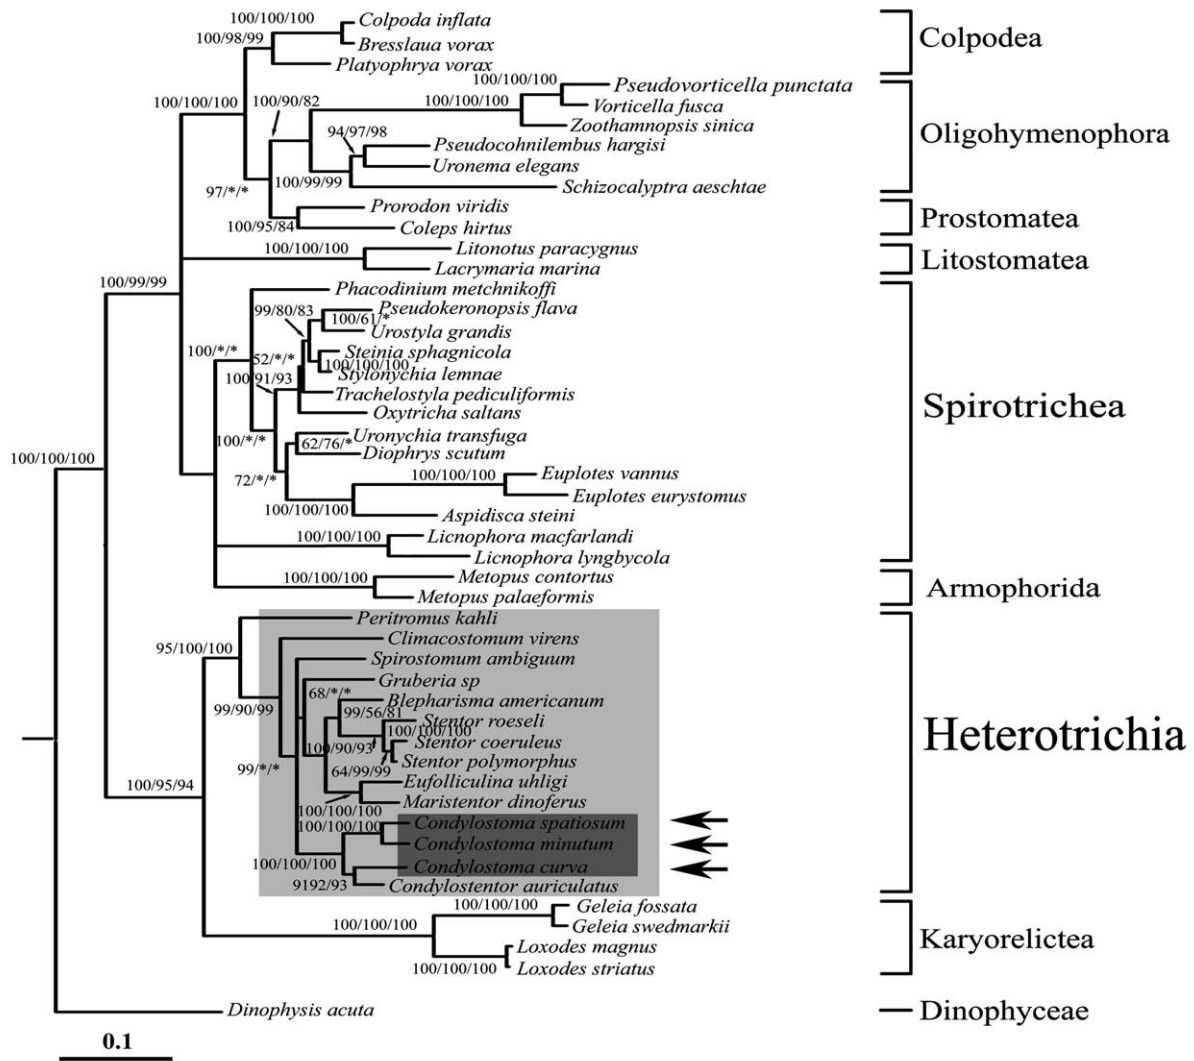 100/100/100
Colpoda inflata
100/98/99
Bresslaua vorax
Platyophrya vorax
Colpodea
100/100/100
100/100/100
Pseudovorticella punctata
100/90/82
100/100/100
Vorticella fusca
Zoothamnopsis sinica
94/97/98
Pseudocohnilembus hargisi
Uronema elegans
100/99/99
Schizocalyptra aeschtae
Oligohymenophora
97/*/*
Prorodon viridis
100/95/84
Coleps hirtus
Prostomatea
100/100/100
Litonotus paracygnus
Lacrymaria marina
Litostomatea
100/99/99
Phacodinium metchnikoffi
99/80/83
Pseudokeronopsis flava
100/61/*
Urostyla grandis
100/*/*
52/*/*
Steinia sphagnicola
100/100/100
Stylonychia lemnae
100/91/93
Trachelostyla pediculiformis
Oxytricha saltans
Spirotrichea
100/*/*
Uronychia transfuga
62/76/*
Diophrys scutum
72/*/*
100/100/100
Euplotes vannus
Euplotes eurystomus
100/100/100
Aspidisca steini
100/100/100
100/100/100
Licnophora macfarlandi
Licnophora lyngbycola
100/100/100
Metopus contortus
Metopus palaeformis
Armophorida
Peritromus kahli
95/100/100
Climacostomum virens
Spirostomum ambiguum
Gruberia sp
68/*/*
Blepharisma americanum
99/90/99
99/56/81
Stentor roeseli
100/100/100
Stentor coeruleus
100/90/93
Stentor polymorphus
64/99/99
99/*/*
Eufolliculina uhligi
Maristentor dinoferus
100/100/100
Heterotrichia
100/95/94
100/100/100
Condylostoma spatiosum
Condylostoma minutum
100/100/100
Condylostoma curva
9192/93
Condylostentor auriculatus
100/100/100
Geleia fossata
100/100/100
Geleia swedmarkii
Loxodes magnus
100/100/100
Loxodes striatus
Karyorelictea
Dinophysis acuta
Dinophyceae
0.1